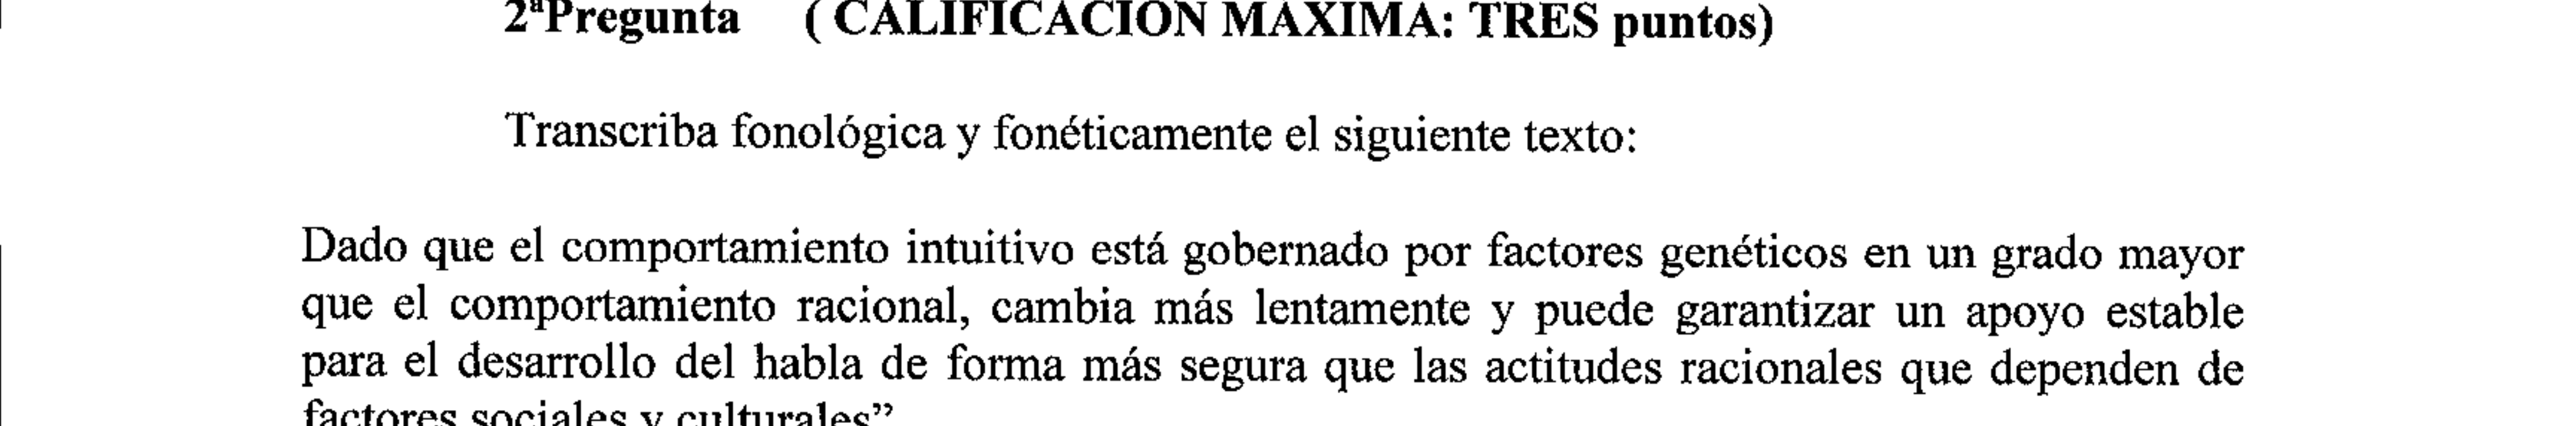 2ªPregunta ( CALIFICACION MAXIMA: TRES puntos)
Transcriba fonológica y fonéticamente el siguiente texto:
Dado que el comportamiento intuitivo está gobernado por factores genéticos en un grado mayor
que el comportamiento racional, cambia más lentamente y puede garantizar un apoyo estable
para el desarrollo del habla de forma más segura que las actitudes racionales que dependen de
factores sociales y culturales”